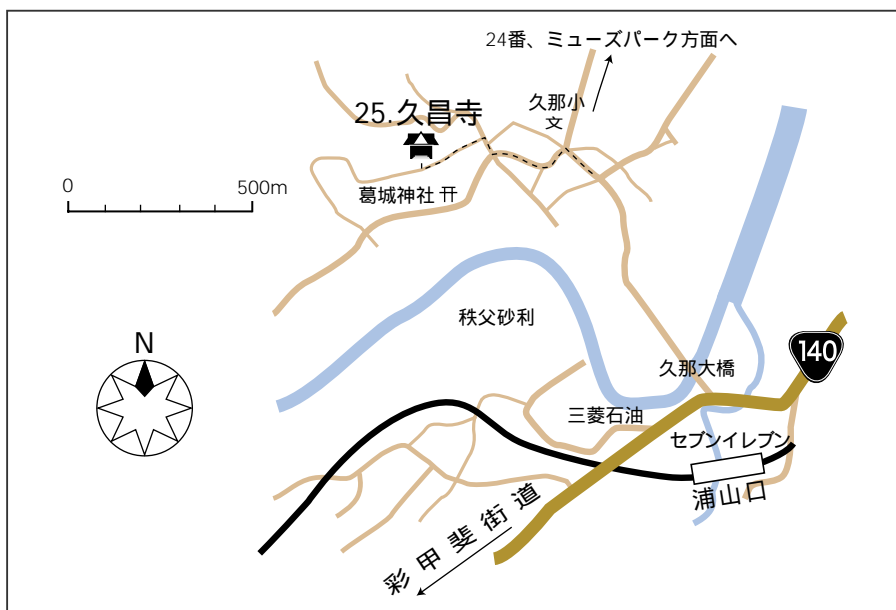 24番、ミューズパーク方面へ
久那小
文
25.久昌寺
0 500m
葛城神社
秩父砂利
N
140
久那大橋
三菱石油
セブンイレブン
浦山口
彩甲斐街道